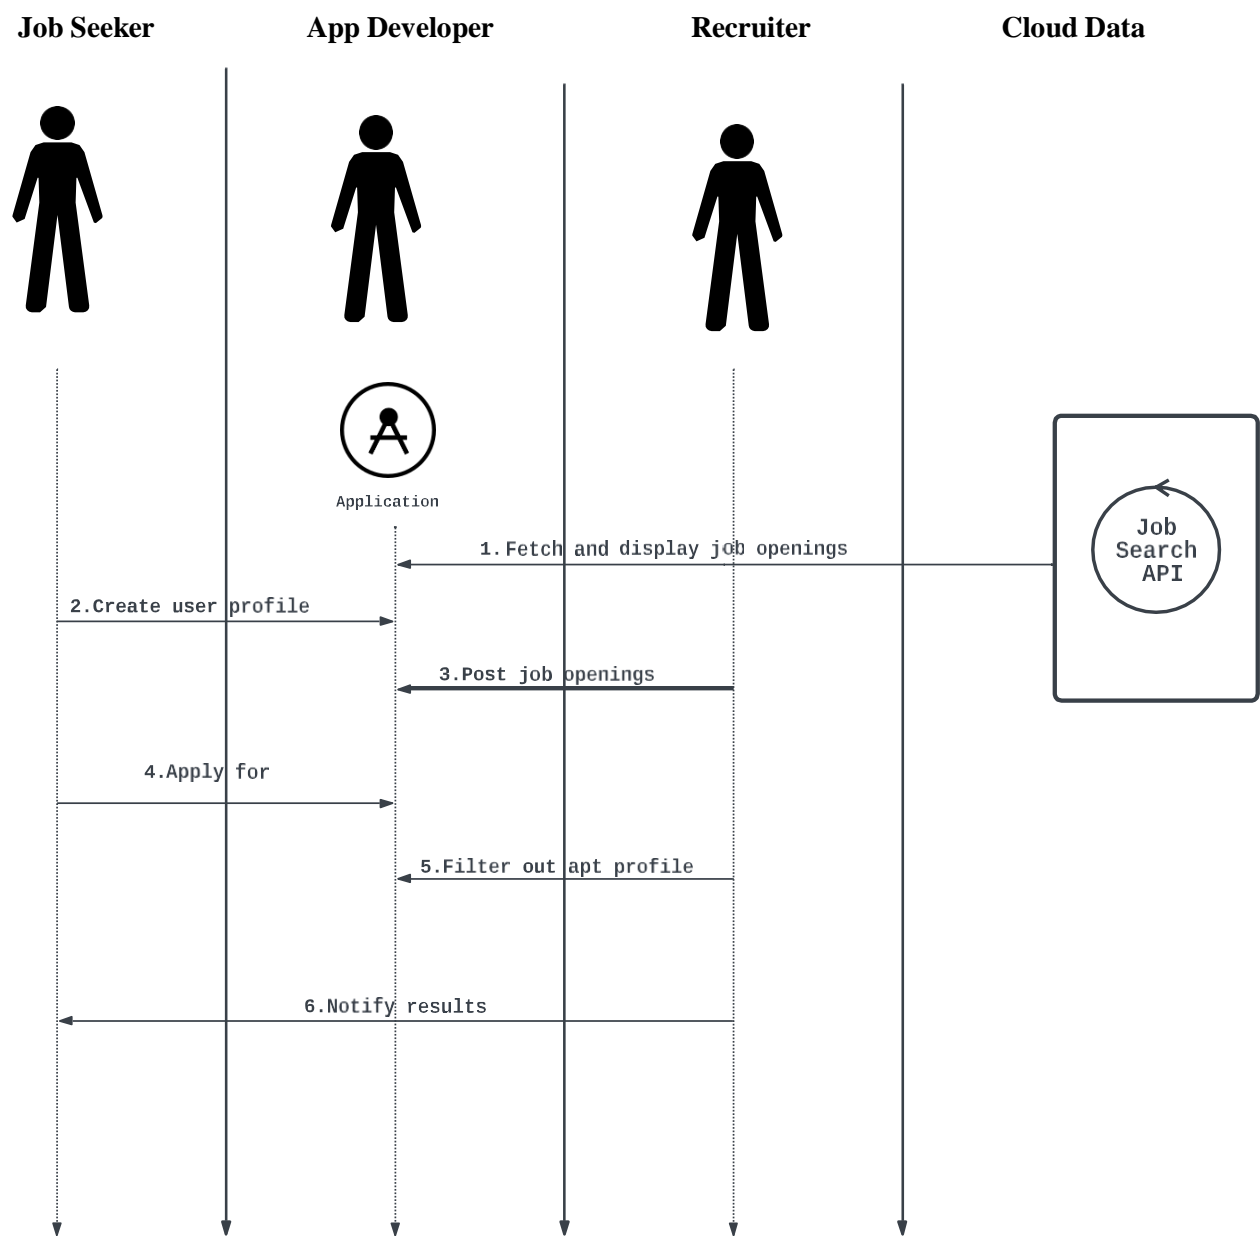 Job Seeker App Developer Recruiter Cloud Data
Application
Job
Search
API
1.Fetch and display job openings
2.Create user profile
3.Post job openings
4.Apply for
5.Filter out apt profile
6.Notify results